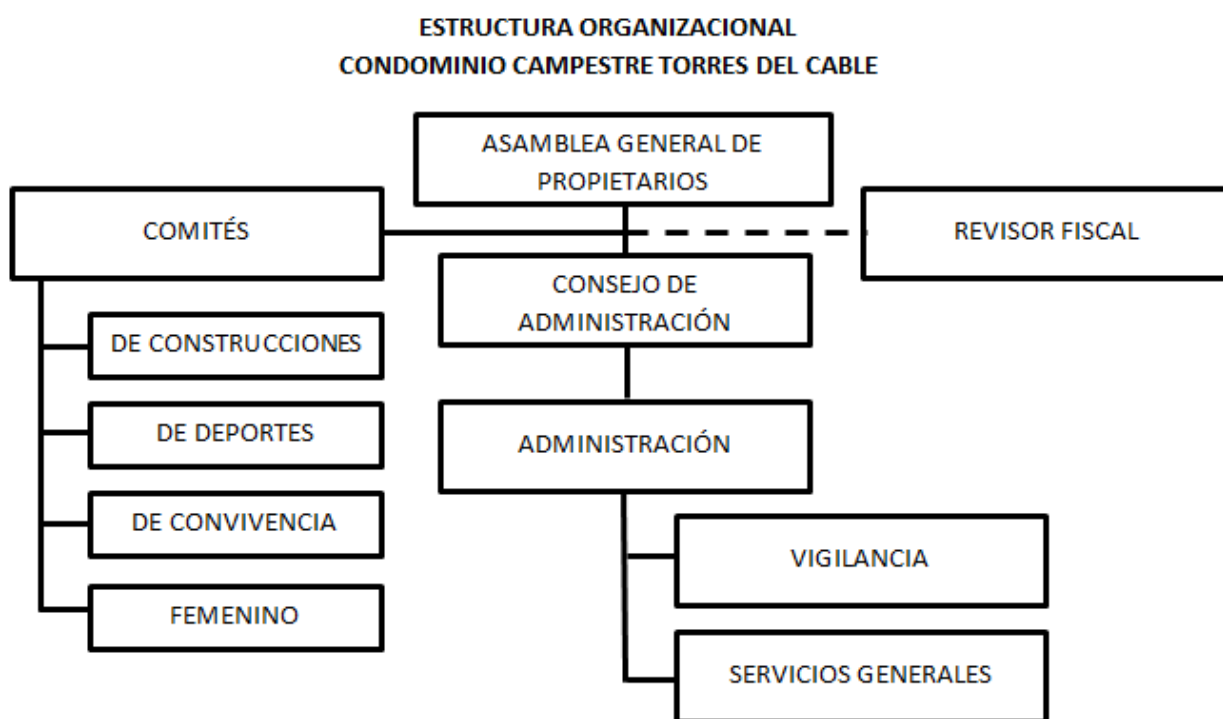 ESTRUCTURA ORGANIZACIONAL
CONDOMINIO CAMPESTRE TORRES DEL CABLE
ASAMBLEA GENERAL DE
PROPIETARIOS
COMITÉS
REVISOR FISCAL
CONSEJO DE
ADMINISTRACIÓN
DE CONSTRUCCIONES
DE DEPORTES
DE CONVIVENCIA
FEMENINO
ADMINISTRACIÓN
VIGILANCIA
SERVICIOS GENERALES